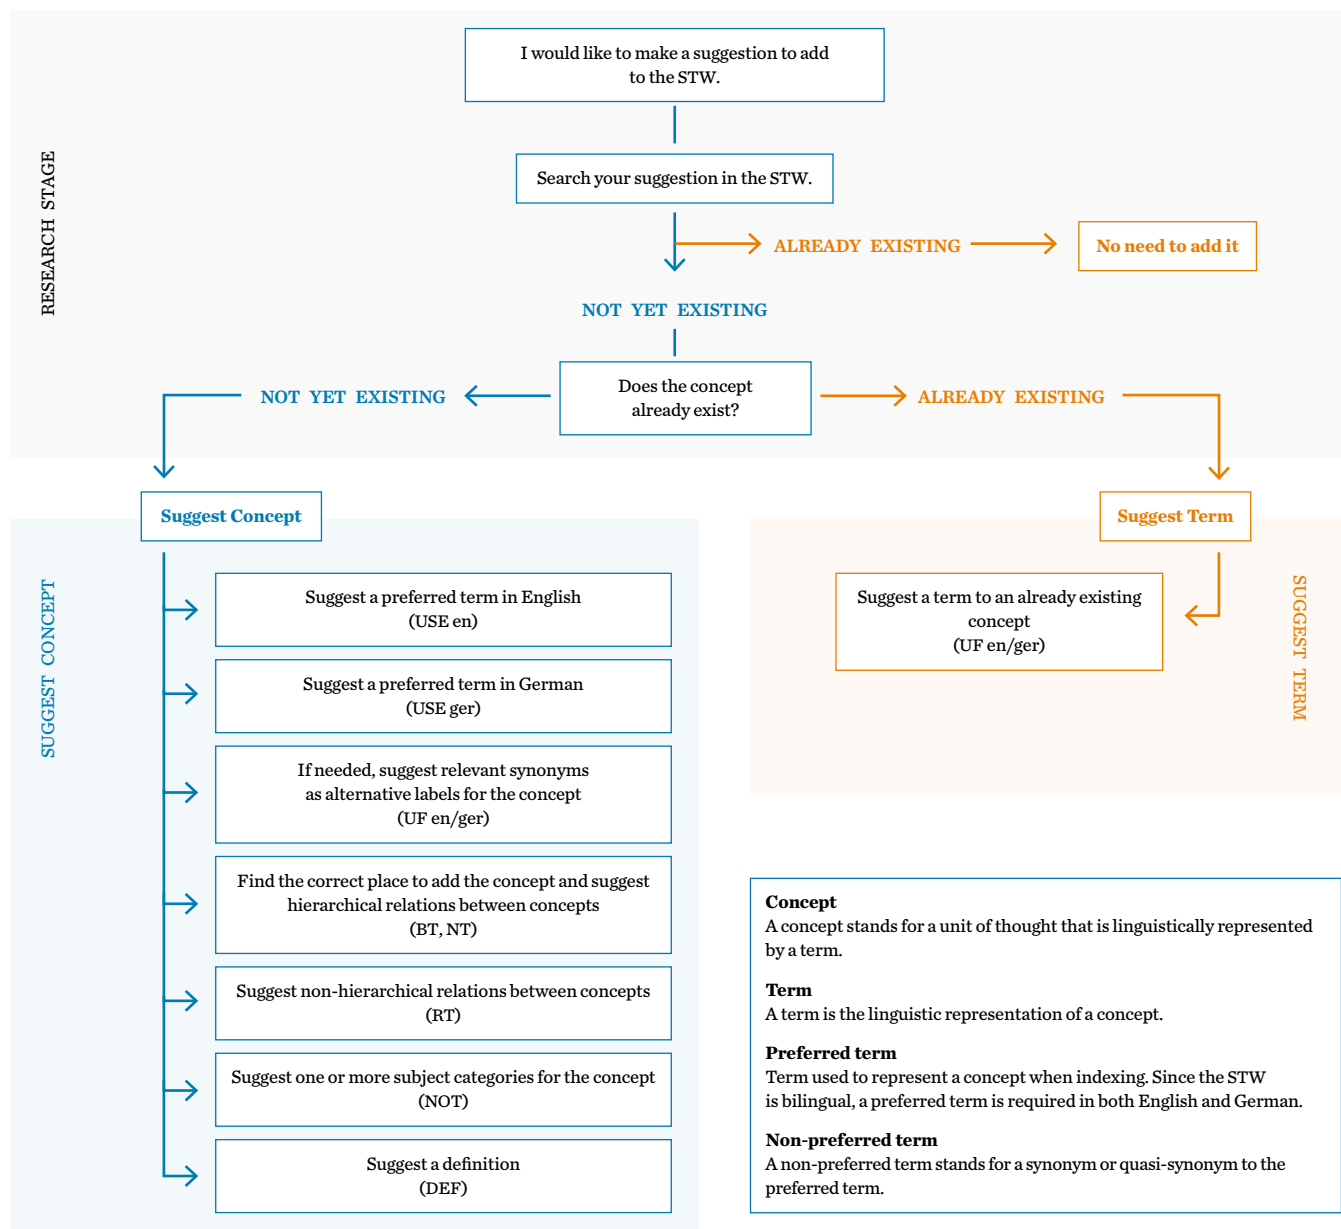 I would like to make a suggestion to add
to the STW.
RESEARCH STAGE
Search your suggestion in the STW.
ALREADY EXISTING
No need to add it
NOT YET EXISTING
Does the concept
already exist?
NOT YET EXISTING
ALREADY EXISTING
Suggest Concept
Suggest Term
SUGGEST CONCEPT
Suggest a preferred term in English
(USE en)
Suggest a preferred term in German
(USE ger)
If needed, suggest relevant synonyms
as alternative labels for the concept
(UF en/ger)
Find the correct place to add the concept and suggest
hierarchical relations between concepts
(BT, NT)
Suggest non-hierarchical relations between concepts
(RT)
Suggest one or more subject categories for the concept
(NOT)
Suggest a definition
(DEF)
Suggest a term to an already existing
concept
(UF en/ger)
SUGGEST TERM
Concept
A concept stands for a unit of thought that is linguistically represented
by a term.
Term
A term is the linguistic representation of a concept.
Preferred term
Term used to represent a concept when indexing. Since the STW
is bilingual, a preferred term is required in both English and German.
Non-preferred term
A non-preferred term stands for a synonym or quasi-synonym to the
preferred term.